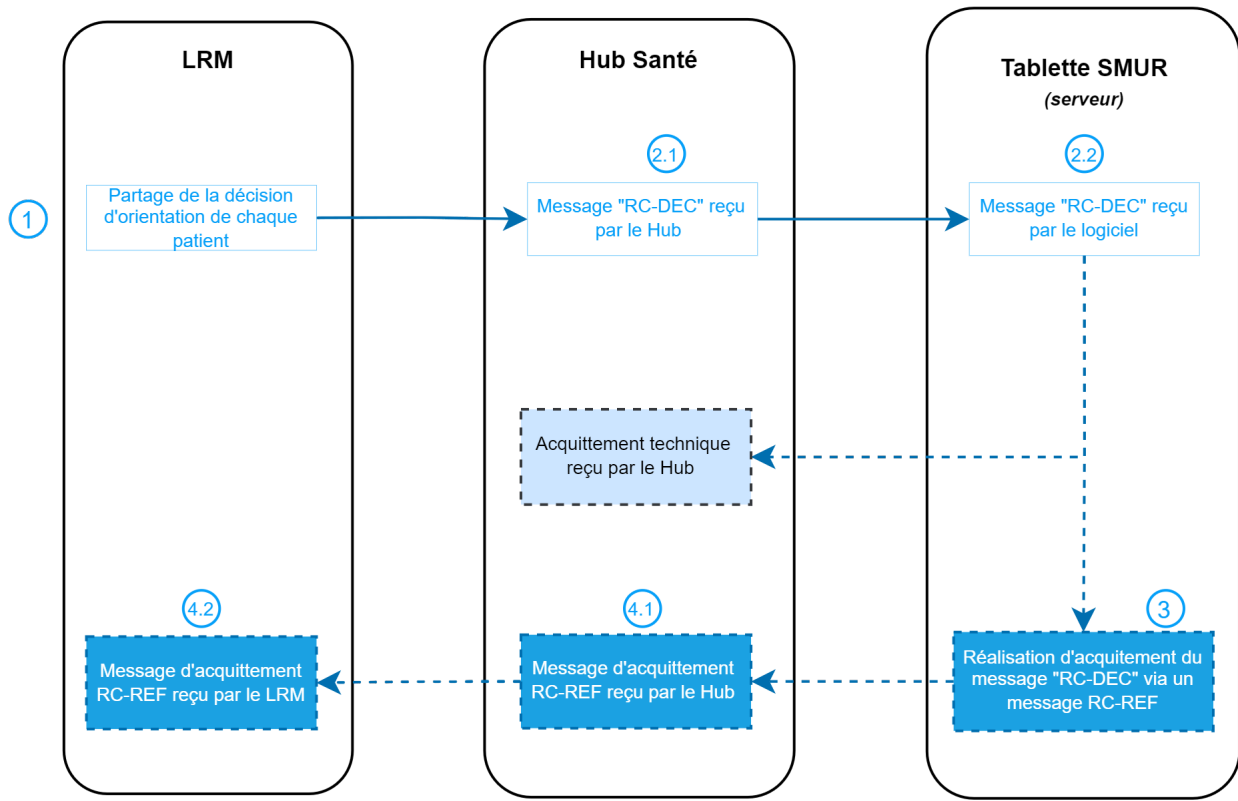 LRM
Hub Santé
Tablette SMUR
(serveur)
2.1
2.2
1
Partage de la décision
d'orientation de chaque
patient
Message "RC-DEC" reçu
par le Hub
Message "RC-DEC" reçu
par le logiciel
Acquittement technique
reçu par le Hub
4.2
4.1
3
Message d'acquittement
RC-REF reçu par le LRM
Message d'acquittement
RC-REF reçu par le Hub
Réalisation d'acquitement du
message "RC-DEC" via un
message RC-REF